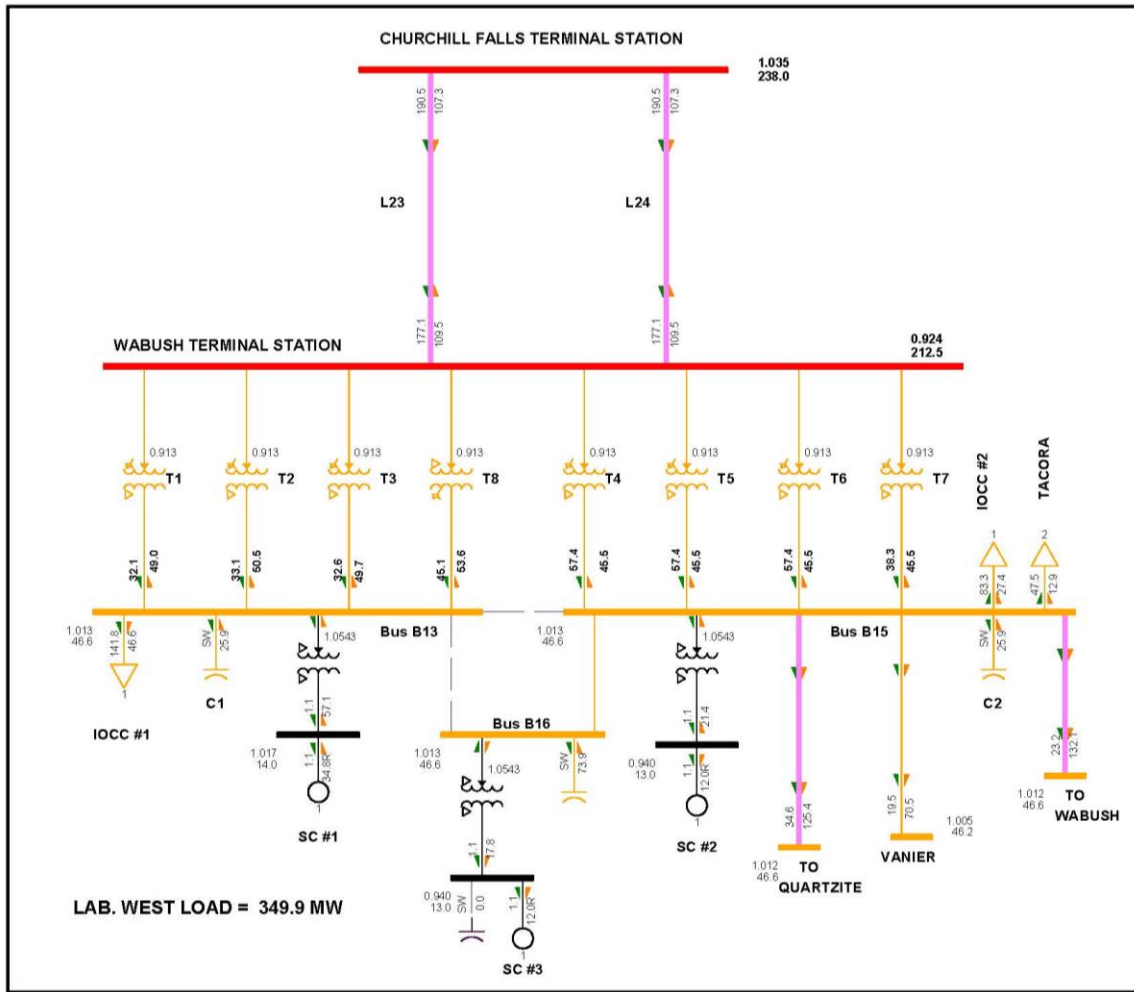 CHURCHILL FALLS TERMINAL STATION
1.035
238.0
190.5
107.3
190.5
107.3
L23
L24
177.1
109.5
177.1
109.5
WABUSH TERMINAL STATION
0.924
212.5
0.913
0.913
0.913
0.913
0.913
0.913
0.913
0.913
T1
T2
T3
T8
T4
T5
T6
T7
IOCC #2
TACORA
1
2
32.1
49.0
33.1
50.5
32.6
49.7
45.1
53.6
57.4
45.5
57.4
45.5
57.4
45.5
38.3
45.5
83.3
27.4
47.5
12.9
Bus B13
Bus B15
1.013
46.6
141.8
46.6
SW
25.9
1.0543
1.013
46.6
1.0543
SW
25.9
1
IOCC #1
C1
1.1
57.1
1.017
14.0
1.1
34.8R
1
SC #1
Bus B16
1.013
46.6
SW
73.9
1.0543
1.1
17.8
0.940
13.0
SW
0.0
1.1
12.0R
1
SC #3
1.1
21.4
0.940
13.0
1.1
12.0R
1
SC #2
34.6
125.4
1.012
46.6
TO
QUARTZITE
19.5
70.5
1.005
46.2
VANIER
C2
23.2
132.1
1.012
46.6
TO
WABUSH
LAB. WEST LOAD = 349.9 MW